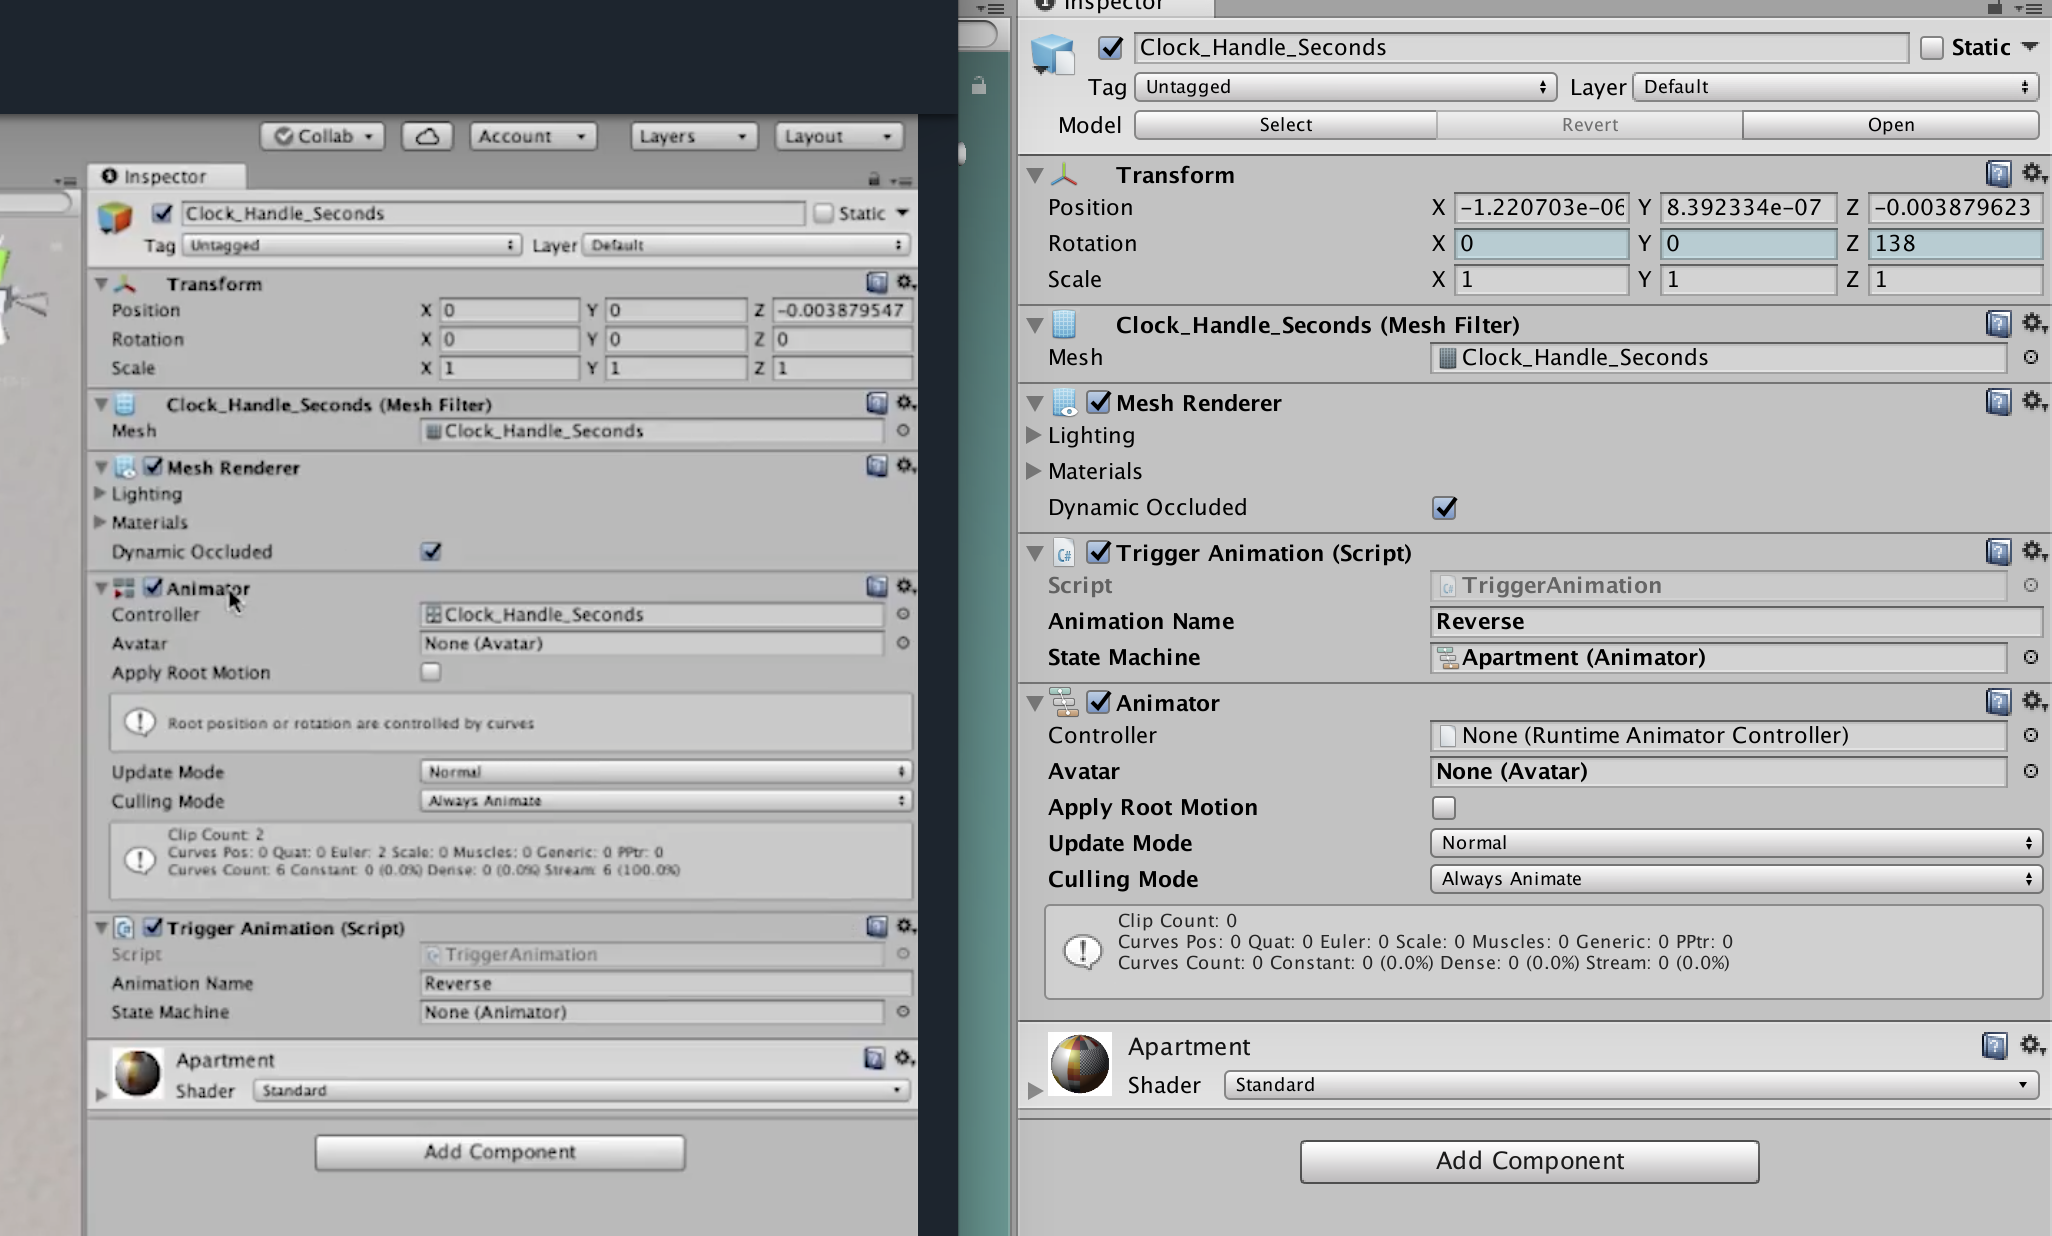 Collab
Account
Layers
Layout
Inspector
Clock_Handle_Seconds
Static
Tag Untagged Layer Default
Transform
Position X 0 Y 0 Z -0.003879547
Rotation X 0 Y 0 Z 0
Scale X 1 Y 1 Z 1
Clock_Handle_Seconds (Mesh Filter)
Mesh Clock_Handle_Seconds
Mesh Renderer
Lighting
Materials
Dynamic Occluded
Animator
Controller Clock_Handle_Seconds
Avatar None (Avatar)
Apply Root Motion
Root position or rotation are controlled by curves
Update Mode Normal
Culling Mode Always Animate
Clip Count: 2
Curves Pos: 0 Quat: 0 Euler: 2 Scale: 0 Muscles: 0 Generic: 0 PPtr: 0
Curves Count: 6 Constant: 0 (0.0%) Dense: 0 (0.0%) Stream: 6 (100.0%)
Trigger Animation (Script)
Script TriggerAnimation
Animation Name Reverse
State Machine None (Animator)
Apartment
Shader Standard
Add Component
Inspector
Clock_Handle_Seconds Static
Tag Untagged Layer Default
Model Select Revert Open
Transform
Position X -1.220703e-06 Y 8.392334e-07 Z -0.003879623
Rotation X 0 Y 0 Z 138
Scale X 1 Y 1 Z 1
Clock_Handle_Seconds (Mesh Filter)
Mesh Clock_Handle_Seconds
Mesh Renderer
Lighting
Materials
Dynamic Occluded
C# Trigger Animation (Script)
Script TriggerAnimation
Animation Name Reverse
State Machine Apartment (Animator)
Animator
Controller None (Runtime Animator Controller)
Avatar None (Avatar)
Apply Root Motion
Update Mode Normal
Culling Mode Always Animate
Clip Count: 0
Curves Pos: 0 Quat: 0 Euler: 0 Scale: 0 Muscles: 0 Generic: 0 PPtr: 0
Curves Count: 0 Constant: 0 (0.0%) Dense: 0 (0.0%) Stream: 0 (0.0%)
Apartment
Shader Standard
Add Component